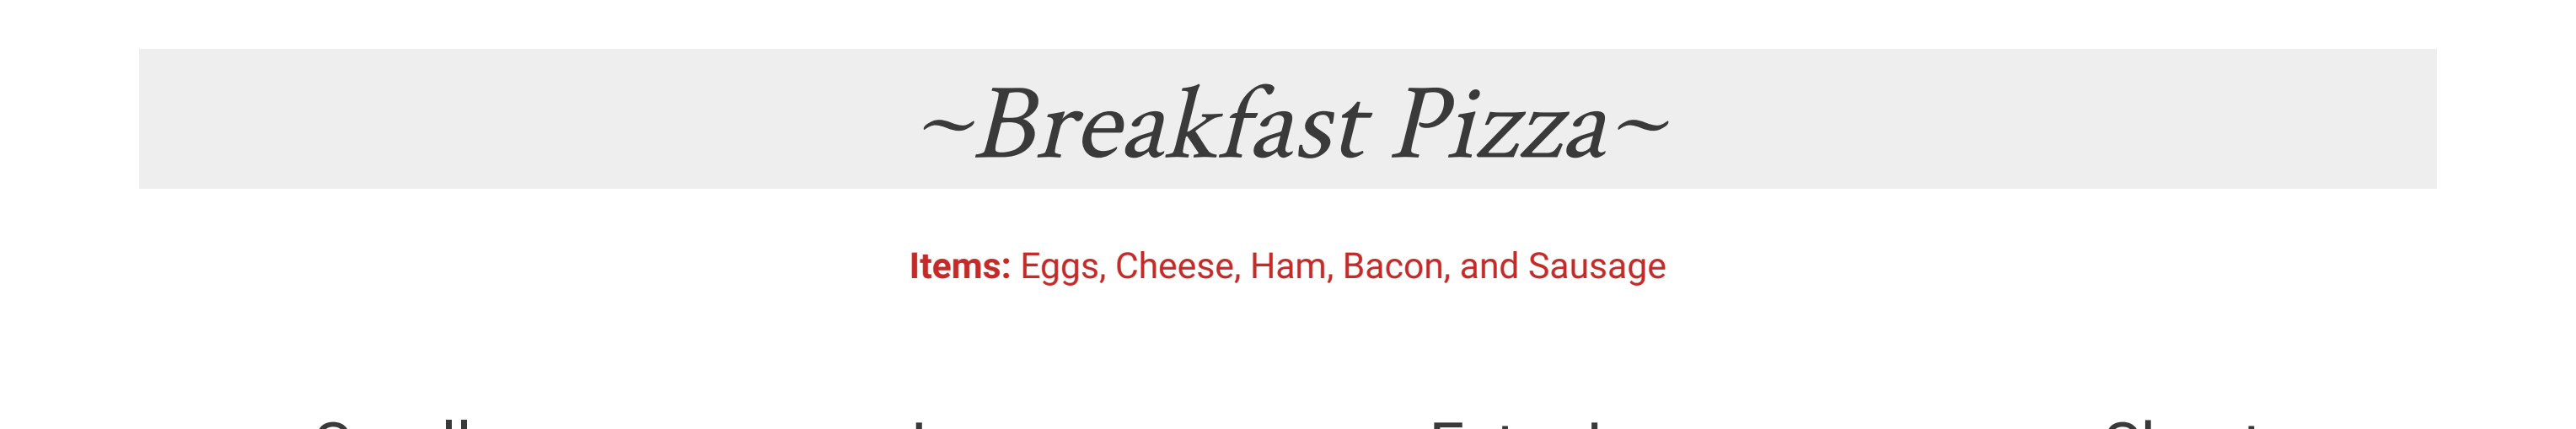 ~Breakfast Pizza~
Items: Eggs, Cheese, Ham, Bacon, and Sausage